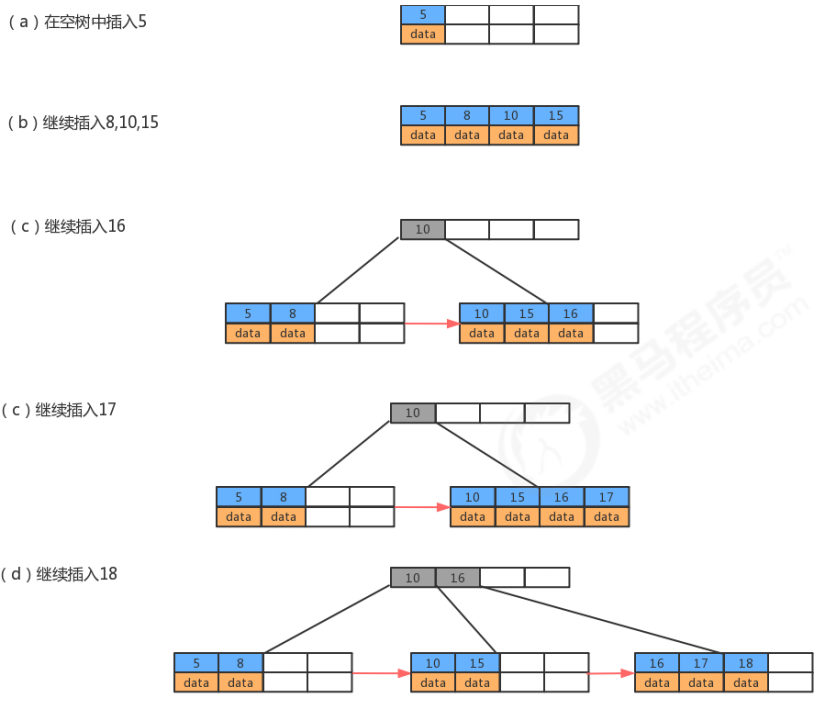 （a）在空树中插入5
5
data
（b）继续插入8,10,15
5 8 10 15
data data data data
（c）继续插入16
10
5 8 10 15 16
data data data data data
（c）继续插入17
10
5 8 10 15 16 17
data data data data data data
（d）继续插入18
10 16
5 8 10 15 16 17 18
data data data data data data data
黑马程序员™
www.itheima.com